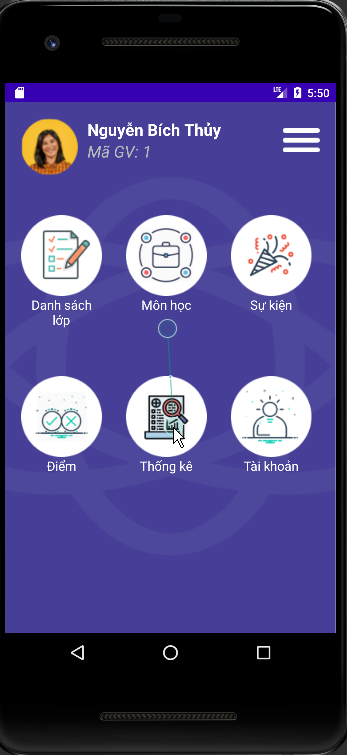 LTE 5:50
Nguyễn Bích Thủy
Mã GV: 1
Danh sách
lớp
Môn học
Sự kiện
Điểm
Thống kê
Tài khoản